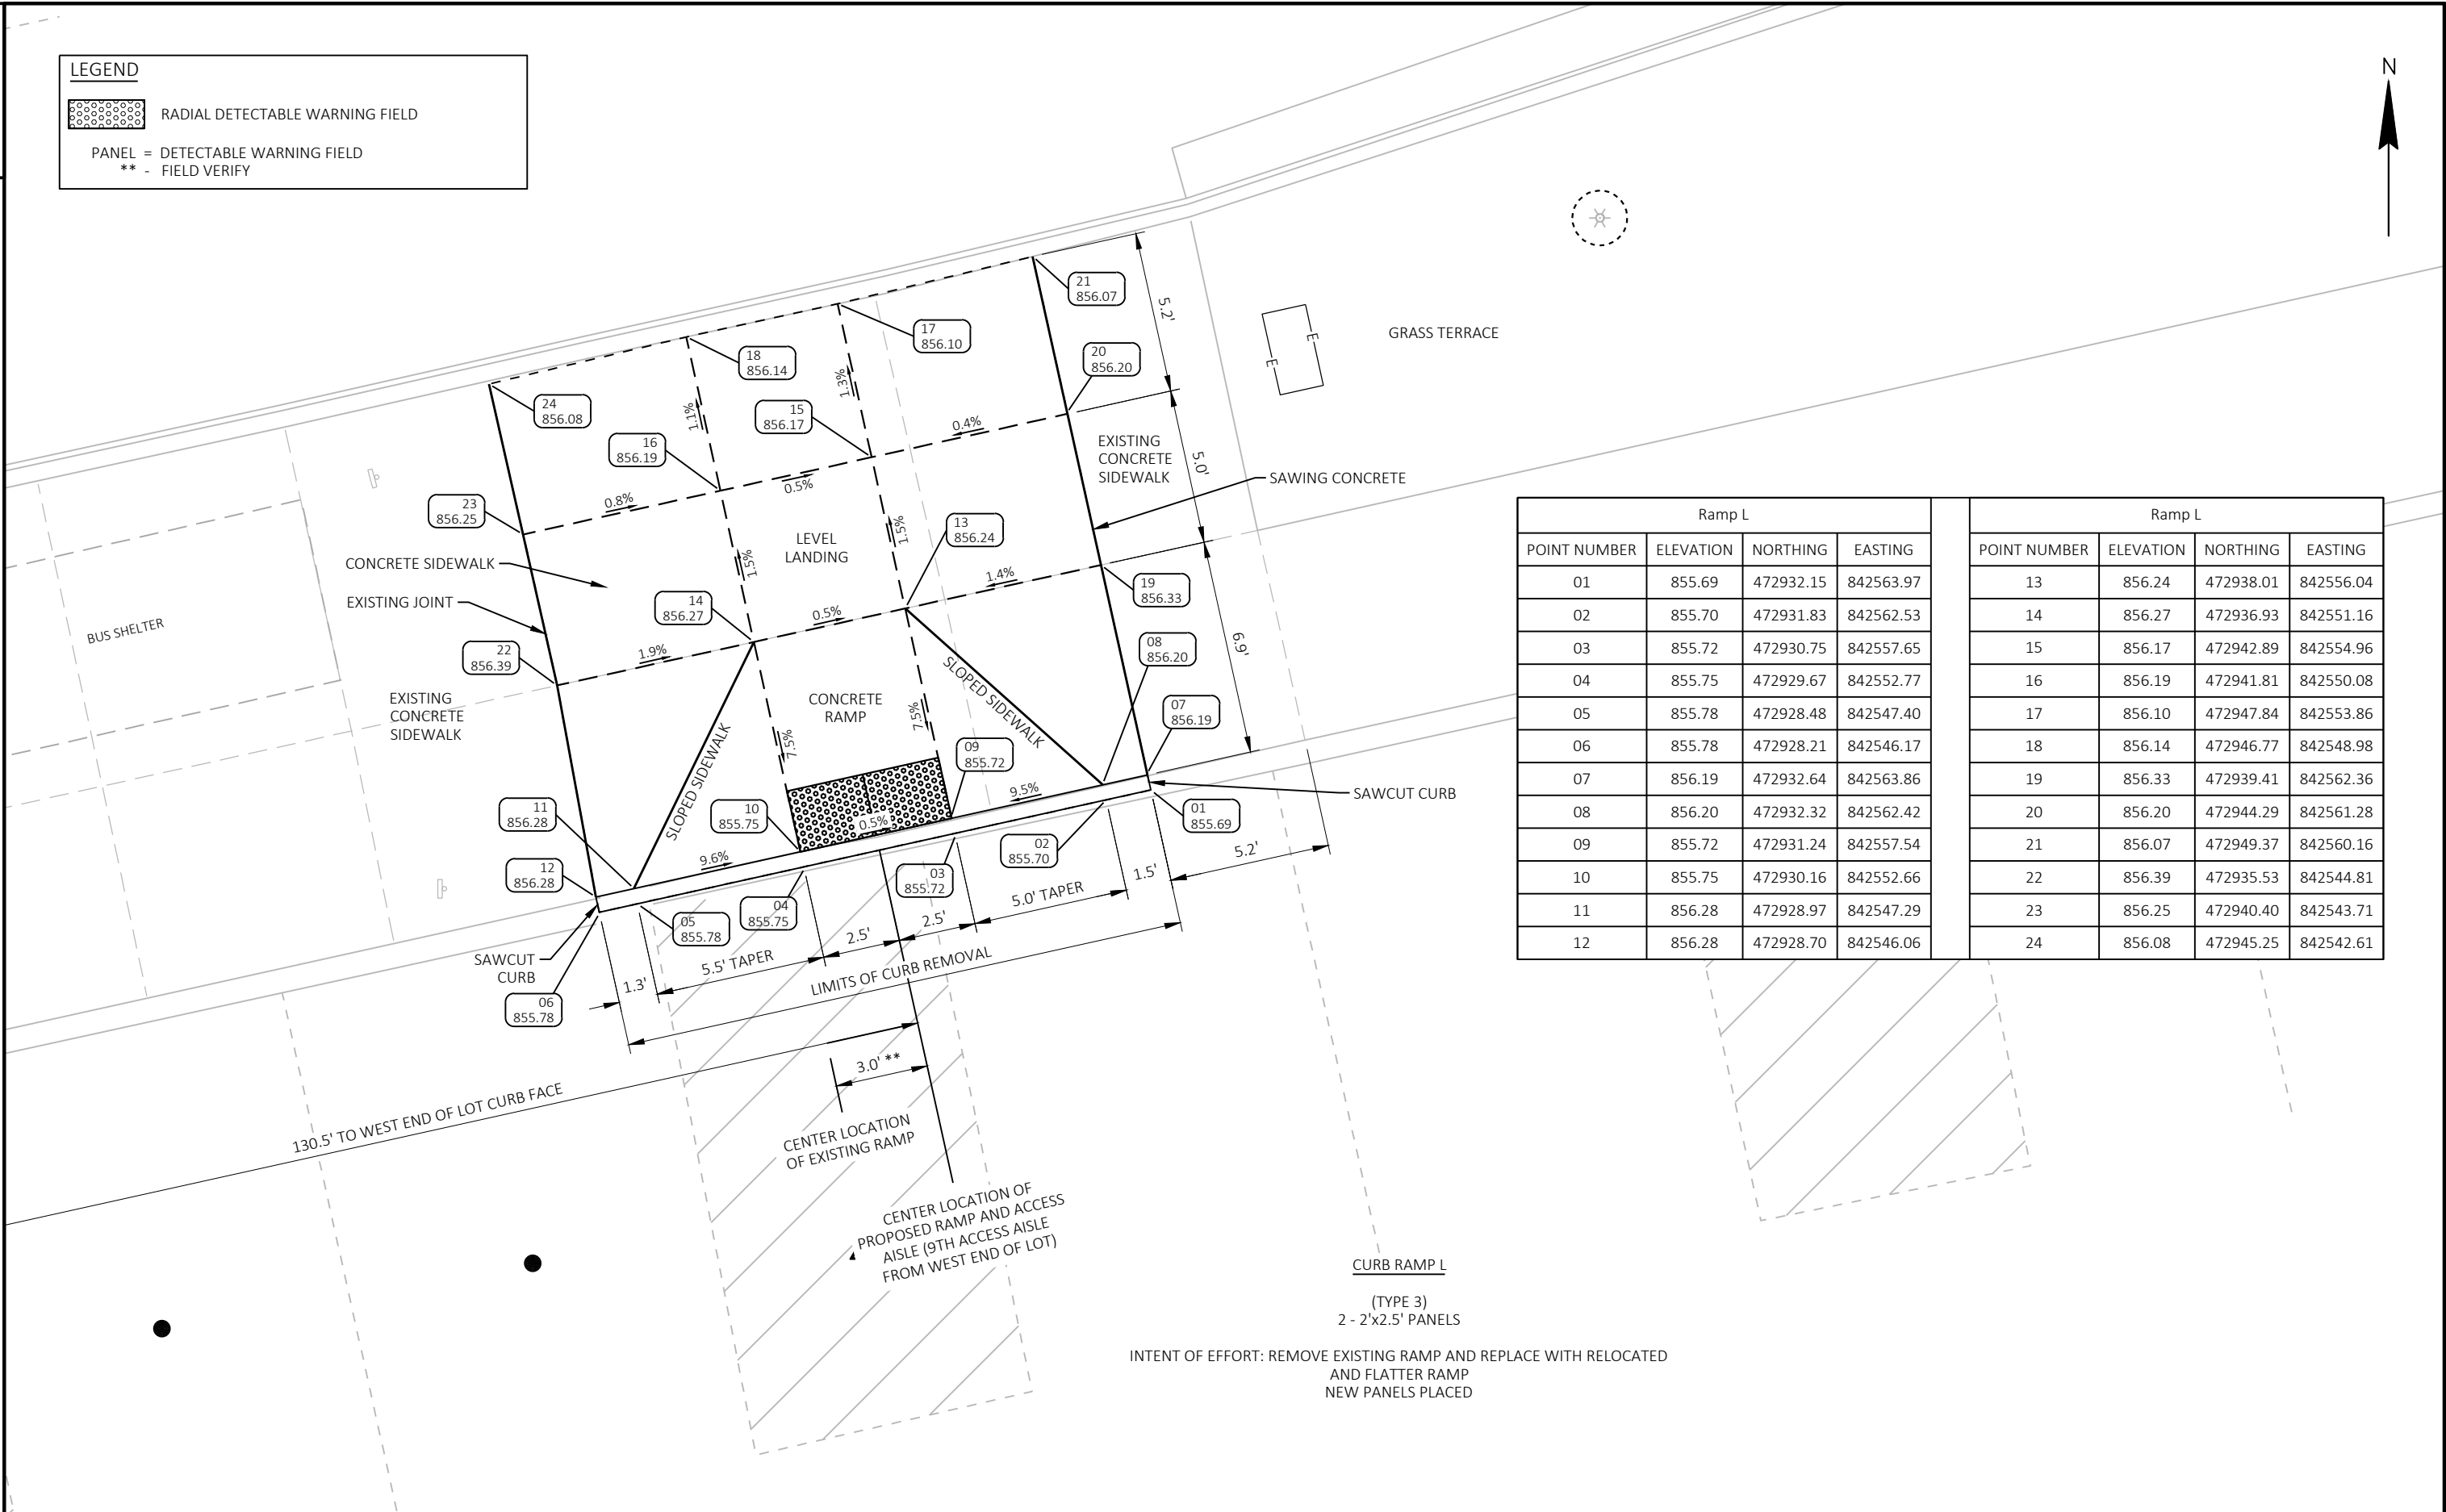 LEGEND
RADIAL DETECTABLE WARNING FIELD
PANEL = DETECTABLE WARNING FIELD
** - FIELD VERIFY
N
21
856.07
5.2'
17
856.10
20
856.20
GRASS TERRACE
18
856.14
1.3%
24
856.08
1.1%
15
856.17
0.4%
E
E
16
856.19
EXISTING
CONCRETE
SIDEWALK
5.0'
SAWING CONCRETE
0.8%
0.5%
23
856.25
13
856.24
1.5%
LEVEL
LANDING
1.5%
CONCRETE SIDEWALK
1.4%
19
856.33
EXISTING JOINT
14
856.27
0.5%
BUS SHELTER
22
856.39
1.9%
08
856.20
6.9'
SLOPED SIDEWALK
EXISTING
CONCRETE
SIDEWALK
CONCRETE
RAMP
7.5%
07
856.19
7.5%
09
855.72
SLOPED SIDEWALK
9.5%
SAWCUT CURB
11
856.28
10
855.75
0.5%
01
855.69
9.6%
02
855.70
5.2'
12
856.28
03
855.72
1.5'
5.0' TAPER
04
855.75
05
855.78
2.5'
2.5'
SAWCUT
CURB
5.5' TAPER
LIMITS OF CURB REMOVAL
1.3'
06
855.78
3.0' **
130.5' TO WEST END OF LOT CURB FACE
CENTER LOCATION
OF EXISTING RAMP
CENTER LOCATION OF
PROPOSED RAMP AND ACCESS
AISLE (9TH ACCESS AISLE
FROM WEST END OF LOT)
Ramp L Ramp L
POINT NUMBER ELEVATION NORTHING EASTING POINT NUMBER ELEVATION NORTHING EASTING
01 855.69 472932.15 842563.97 13 856.24 472938.01 842556.04
02 855.70 472931.83 842562.53 14 856.27 472936.93 842551.16
03 855.72 472930.75 842557.65 15 856.17 472942.89 842554.96
04 855.75 472929.67 842552.77 16 856.19 472941.81 842550.08
05 855.78 472928.48 842547.40 17 856.10 472947.84 842553.86
06 855.78 472928.21 842546.17 18 856.14 472946.77 842548.98
07 856.19 472932.64 842563.86 19 856.33 472939.41 842562.36
08 856.20 472932.32 842562.42 20 856.20 472944.29 842561.28
09 855.72 472931.24 842557.54 21 856.07 472949.37 842560.16
10 855.75 472930.16 842552.66 22 856.39 472935.53 842544.81
11 856.28 472928.97 842547.29 23 856.25 472940.40 842543.71
12 856.28 472928.70 842546.06 24 856.08 472945.25 842542.61
CURB RAMP L
(TYPE 3)
2 - 2'x2.5' PANELS
INTENT OF EFFORT: REMOVE EXISTING RAMP AND REPLACE WITH RELOCATED
AND FLATTER RAMP
NEW PANELS PLACED